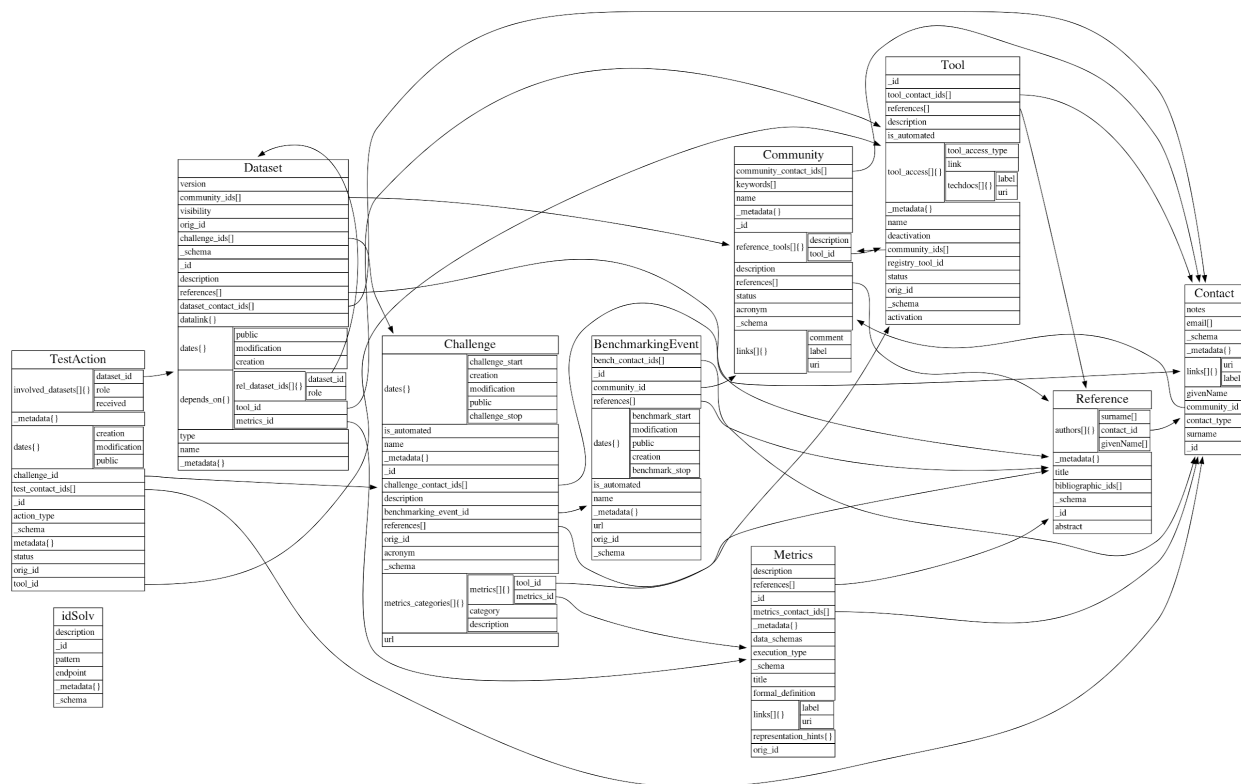 TestAction
involved_datasets[]{}
dataset_id
role
received
_metadata{}
dates{}
creation
modification
public
challenge_id
test_contact_ids[]
_id
action_type
_schema
metadata{}
status
orig_id
tool_id
idSolv
description
_id
pattern
endpoint
_metadata{}
_schema
Dataset
version
community_ids[]
visibility
orig_id
challenge_ids[]
_schema
_id
description
references[]
dataset_contact_ids[]
datalink{}
dates{}
public
modification
creation
depends_on{}
rel_dataset_ids[]{}
dataset_id
role
tool_id
metrics_id
type
name
_metadata{}
Challenge
dates{}
challenge_start
creation
modification
public
challenge_stop
is_automated
name
_metadata{}
_id
challenge_contact_ids[]
description
benchmarking_event_id
references[]
orig_id
acronym
_schema
metrics_categories[]{}
metrics[]{}
tool_id
metrics_id
category
description
url
BenchmarkingEvent
bench_contact_ids[]
_id
community_id
references[]
dates{}
benchmark_start
modification
public
creation
benchmark_stop
is_automated
name
_metadata{}
url
orig_id
_schema
Community
community_contact_ids[]
keywords[]
name
_metadata{}
_id
reference_tools[]{}
description
tool_id
description
references[]
status
acronym
_schema
links[]{}
comment
label
uri
Metrics
description
references[]
_id
metrics_contact_ids[]
_metadata{}
data_schemas
execution_type
_schema
title
formal_definition
links[]{}
label
uri
representation_hints{}
orig_id
Tool
_id
tool_contact_ids[]
references[]
description
is_automated
tool_access[]{}
tool_access_type
link
techdocs[]{}
label
uri
_metadata{}
name
deactivation
community_ids[]
registry_tool_id
status
orig_id
_schema
activation
Reference
authors[]{}
surname[]
contact_id
givenName[]
_metadata{}
title
bibliographic_ids[]
_schema
_id
abstract
Contact
notes
email[]
_schema
_metadata{}
links[]{}
uri
label
givenName
community_id
contact_type
surname
_id